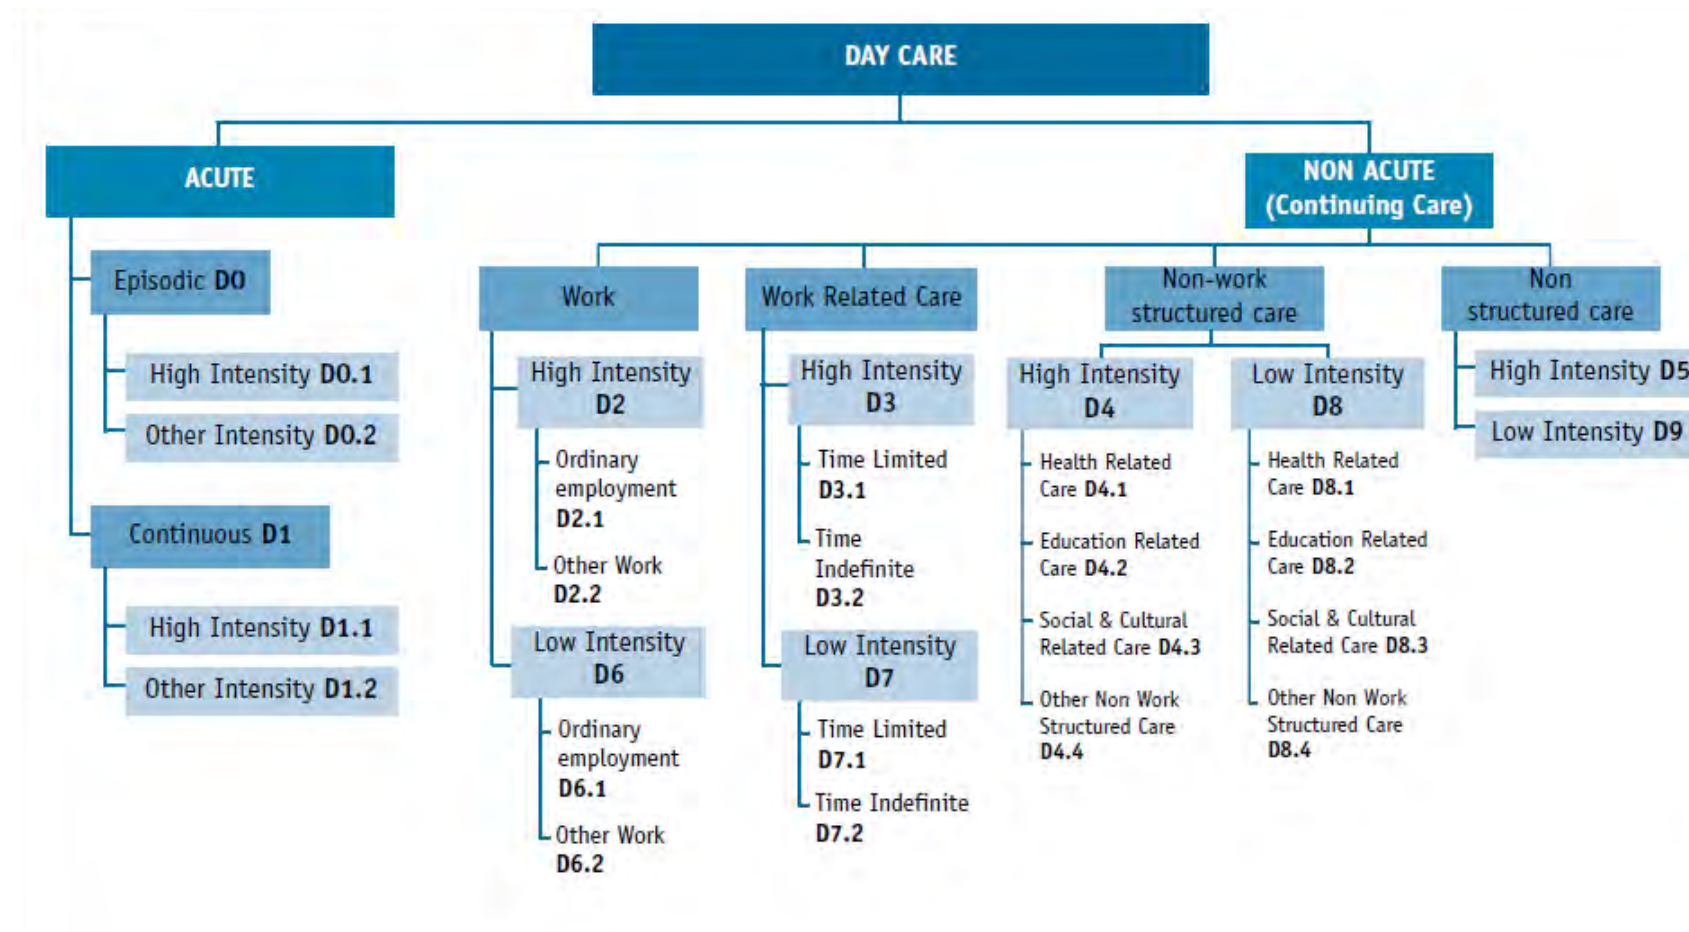 DAY CARE
ACUTE
NON ACUTE
(Continuing Care)
Episodic D0
High Intensity D0.1
Other Intensity D0.2
Continuous D1
High Intensity D1.1
Other Intensity D1.2
Work
High Intensity
D2
Ordinary
employment
D2.1
Other Work
D2.2
Low Intensity
D6
Ordinary
employment
D6.1
Other Work
D6.2
Work Related Care
High Intensity
D3
Time Limited
D3.1
Time
Indefinite
D3.2
Low Intensity
D7
Time Limited
D7.1
Time Indefinite
D7.2
Non-work
structured care
High Intensity
D4
Health Related
Care D4.1
Education Related
Care D4.2
Social & Cultural
Related Care D4.3
Other Non Work
Structured Care
D4.4
Low Intensity
D8
Health Related
Care D8.1
Education Related
Care D8.2
Social & Cultural
Related Care D8.3
Other Non Work
Structured Care
D8.4
Non
structured care
High Intensity D5
Low Intensity D9